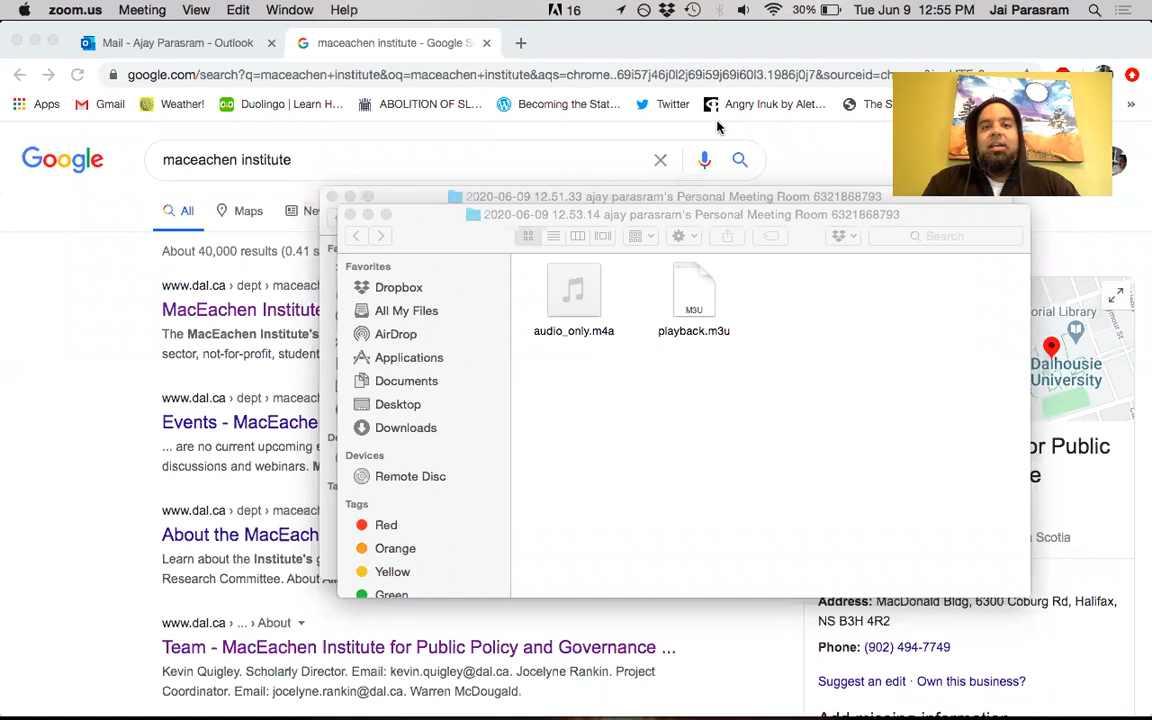 zoom.us Meeting View Edit Window Help 16 30% Tue Jun 9 12:55 PM Jai Parasram
Mail - Ajay Parasram - Outlook
maceachen institute - Google S
google.com/search?q=maceachen+institute&oq=maceachen+institute&aqs=chrome..69i57j46j0l2j69i59j69i60l3.1986j0j7&sourceid=ch
Apps Gmail Weather! Duolingo | Learn H... ABOLITION OF SL... Becoming the Stat... Twitter Angry Inuk by Alet... The S »
Google
maceachen institute
All Maps Ne
About 40,000 results (0.41 s
www.dal.ca › dept › maceach
MacEachen Institute
The MacEachen Institute's
sector, not-for-profit, student
www.dal.ca › dept › maceach
Events - MacEache
... are no current upcoming e
discussions and webinars. M
www.dal.ca › dept › maceach
About the MacEach
Learn about the Institute's g
Research Committee. About A
www.dal.ca › ... › About
Team - MacEachen Institute for Public Policy and Governance ...
Kevin Quigley. Scholarly Director. Email: kevin.quigley@dal.ca. Jocelyne Rankin. Project
Coordinator. Email: jocelyne.rankin@dal.ca. Warren McDougald.
2020-06-09 12.51.33 ajay parasram's Personal Meeting Room 6321868793
2020-06-09 12.53.14 ajay parasram's Personal Meeting Room 6321868793
Search
Fa
De
Ta
Favorites
Dropbox
All My Files
AirDrop
Applications
Documents
Desktop
Downloads
Devices
Remote Disc
Tags
Red
Orange
Yellow
Green
M3U
audio_only.m4a
playback.m3u
orial Library
Dalhousie
University
or Public
e
a Scotia
Address: MacDonald Bldg, 6300 Coburg Rd, Halifax,
NS B3H 4R2
Phone: (902) 494-7749
Suggest an edit · Own this business?
Add missing information